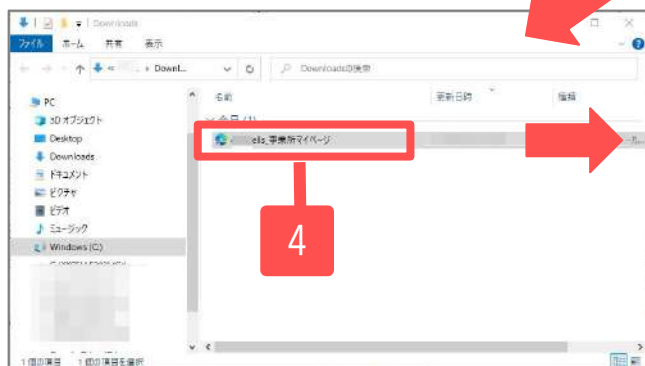 Downloads
ファイル ホーム 共有 表示
Downl...
Downloadsの検索
名前 更新日時 種類
今日 (1)
ells_事業所マイページ
4
PC
3D オブジェクト
Desktop
Downloads
ドキュメント
ピクチャ
ビデオ
ミュージック
Windows (C:)
1 個の項目 1 個の項目を選択